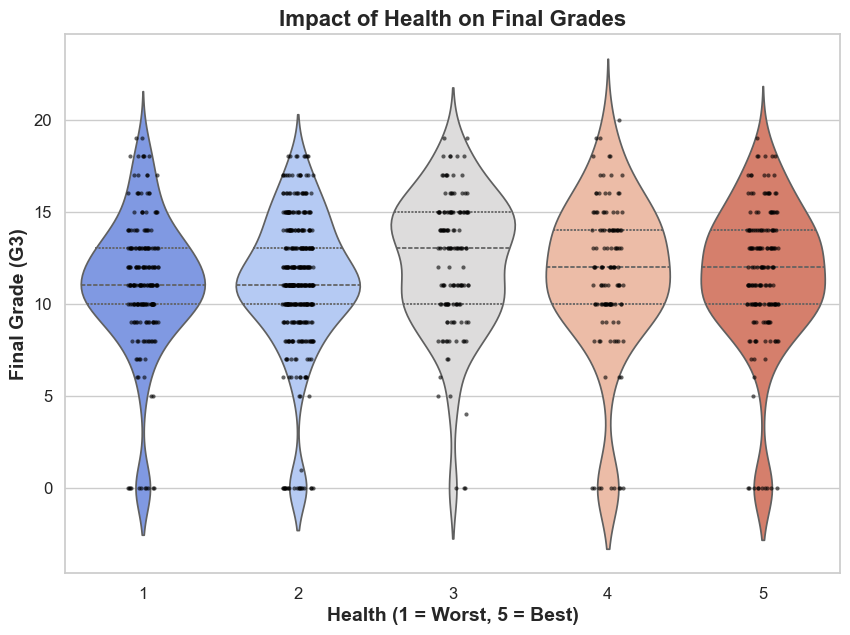 Impact of Health on Final Grades
Final Grade (G3)
20
15
10
5
0
1 2 3 4 5
Health (1 = Worst, 5 = Best)